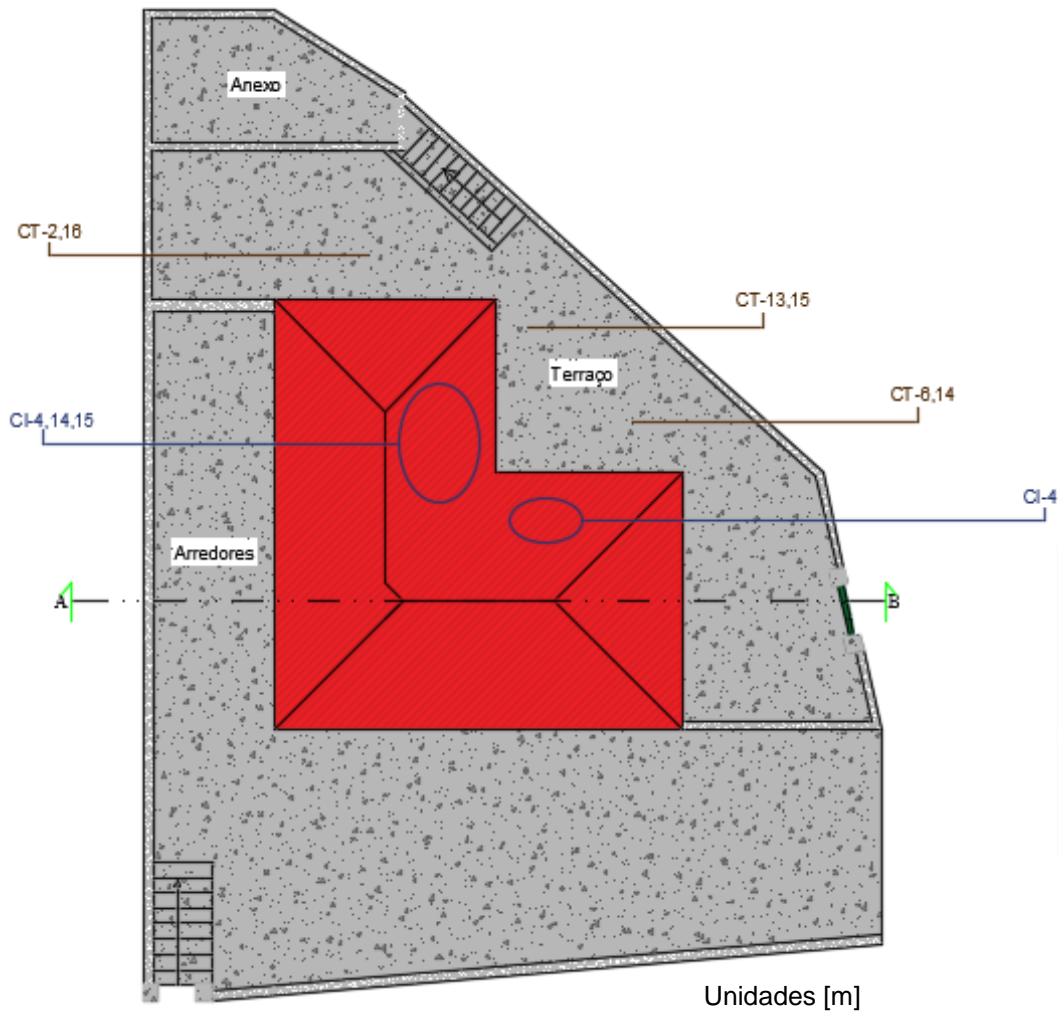 Anexo
CT-2,16
CT-13,15
Terraço
CT-6,14
CI-4,14,15
CI-4
Arredores
A
B
Unidades [m]